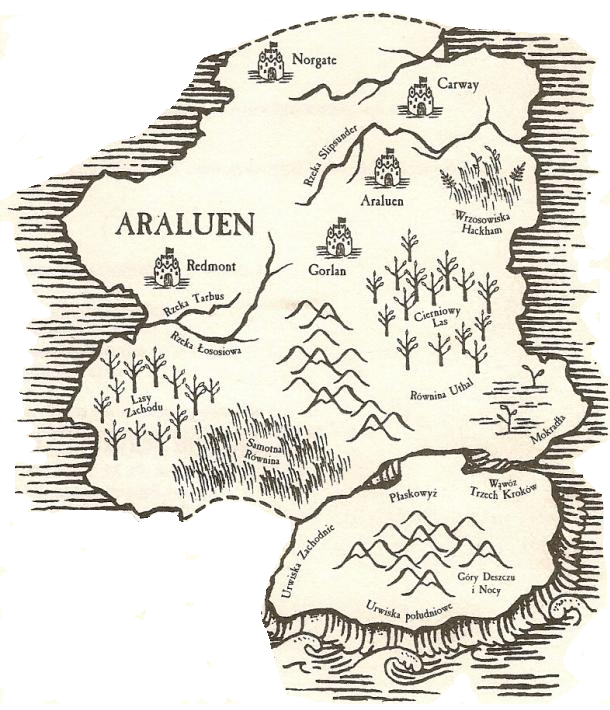 Norgate
Carway
Rzeka Slipsunder
Araluen
Wrzosowiska
Hackham
ARALUEN
Gorlan
Redmont
Rzeka Tarbus
Cierniowy
Las
Rzeka Łososiowa
Równina Uthal
Lasy
Zachodu
Mokradła
Samotna
Równina
Płaskowyż
Wąwóz
Trzech Kroków
Urwiska Zachodnie
Góry Deszczu
i Nocy
Urwiska południowe